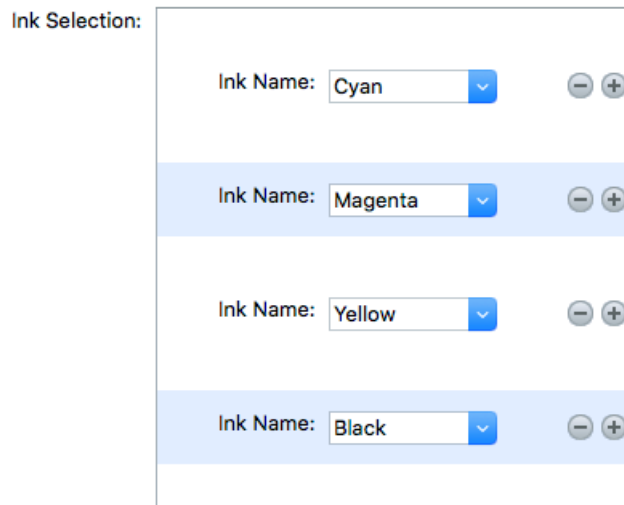 Ink Selection:
Ink Name: Cyan
Ink Name: Magenta
Ink Name: Yellow
Ink Name: Black